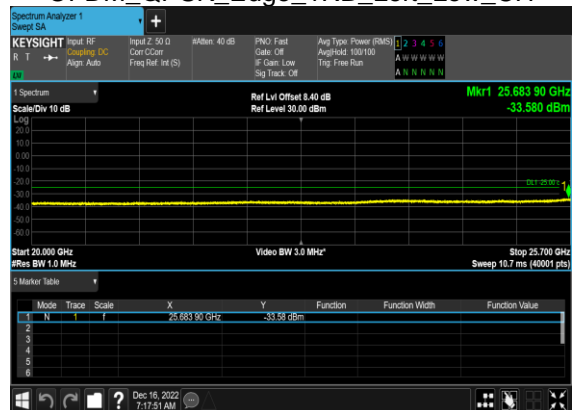 Spectrum Analyzer 1
Swept SA
+
KEYSIGHT Input: RF Input Z: 50 Ω #Atten: 40 dB PNO: Fast Avg Type: Power (RMS) 1 2 3 4 5 6
R T Coupling: DC Corr CCorr Gate: Off Avg|Hold: 100/100 A W W W W W
Align: Auto Freq Ref: Int (S) IF Gain: Low Trig: Free Run
Sig Track: Off A N N N N N
LW
1 Spectrum Ref Lvl Offset 8.40 dB Mkr1 25.683 90 GHz
Scale/Div 10 dB Ref Level 30.00 dBm -33.580 dBm
Log
20.0
10.0
0.00
-10.0
-20.0
DL1 -25.00 1
-30.0
-40.0
-50.0
-60.0
Start 20.000 GHz Video BW 3.0 MHz* Stop 25.700 GHz
#Res BW 1.0 MHz Sweep 10.7 ms (40001 pts)
5 Marker Table
Mode Trace Scale X Y Function Function Width Function Value
1 N 1 f 25.683 90 GHz -33.58 dBm
2
3
4
5
6
? Dec 16, 2022
7:17:51 AM